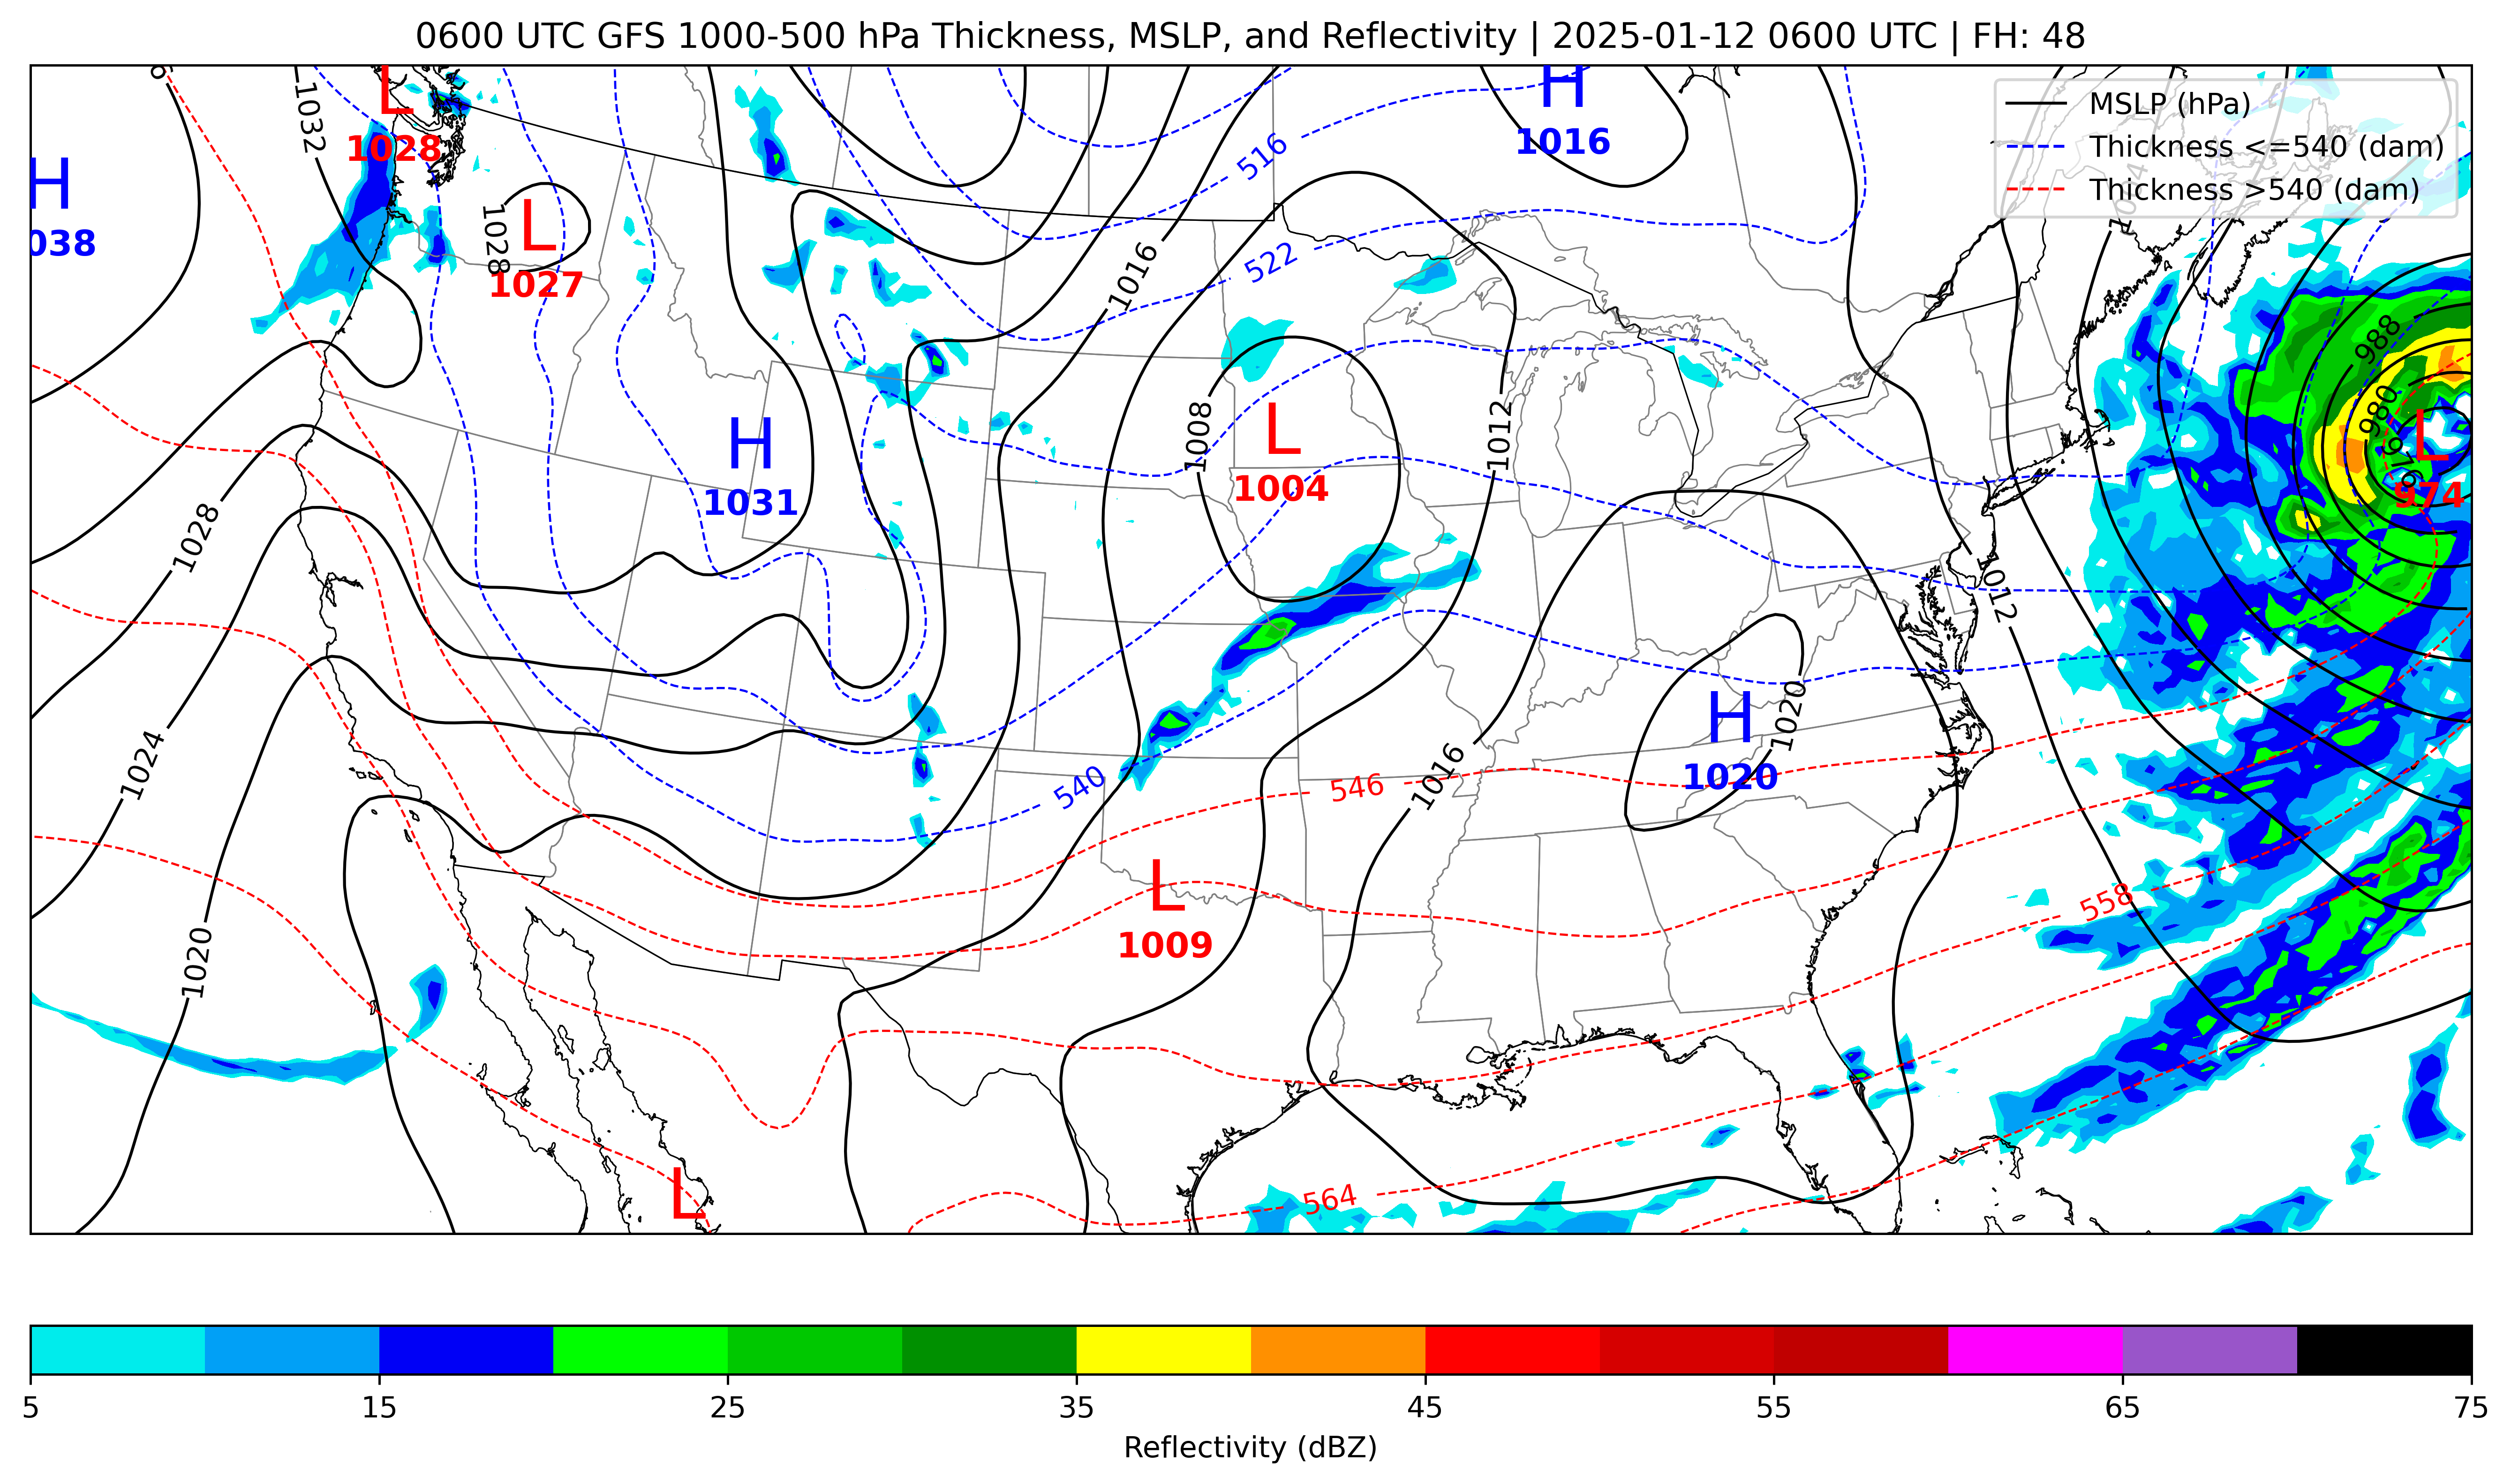 0600 UTC GFS 1000-500 hPa Thickness, MSLP, and Reflectivity | 2025-01-12 0600 UTC | FH: 48
MSLP (hPa)
Thickness <=540 (dam)
Thickness >540 (dam)
L
1028
H
1016
1032
516
H
038
L
1027
1028
1016
522
988
980
976
L
974
H
1031
1008
L
1004
1012
1028
1012
1024
H
1020
1020
540
546
1016
L
1009
1020
558
L
564
5
15
25
35
45
55
65
75
Reflectivity (dBZ)